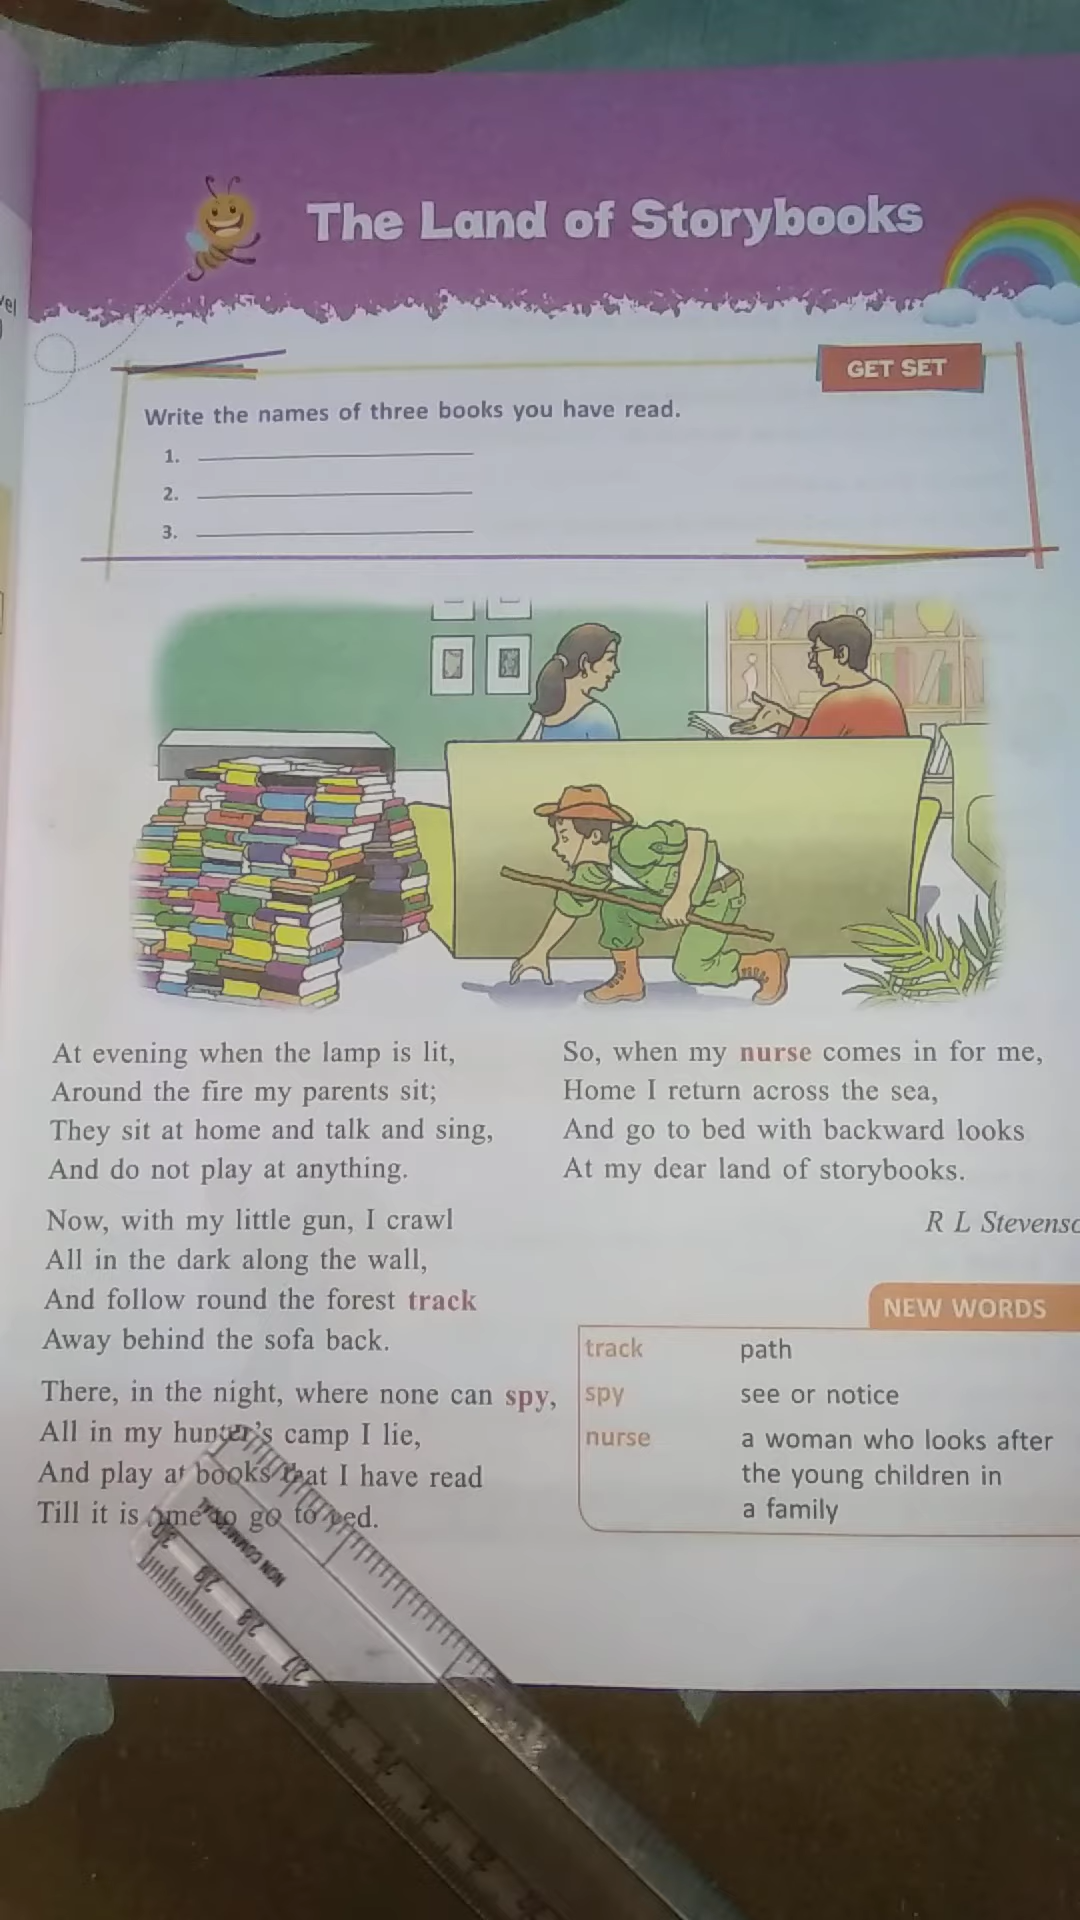 The Land of Storybooks
GET SET
Write the names of three books you have read.
1.
2.
3.
At evening when the lamp is lit,
Around the fire my parents sit;
They sit at home and talk and sing,
And do not play at anything.
Now, with my little gun, I crawl
All in the dark along the wall,
And follow round the forest track
Away behind the sofa back.
There, in the night, where none can spy,
All in my hunter's camp I lie,
And play at books that I have read
Till it is time to go to bed.
So, when my nurse comes in for me,
Home I return across the sea,
And go to bed with backward looks
At my dear land of storybooks.
R L Stevenso
NEW WORDS
track path
spy see or notice
nurse a woman who looks after
the young children in
a family
NON COMMERCIAL
30
29
28
27